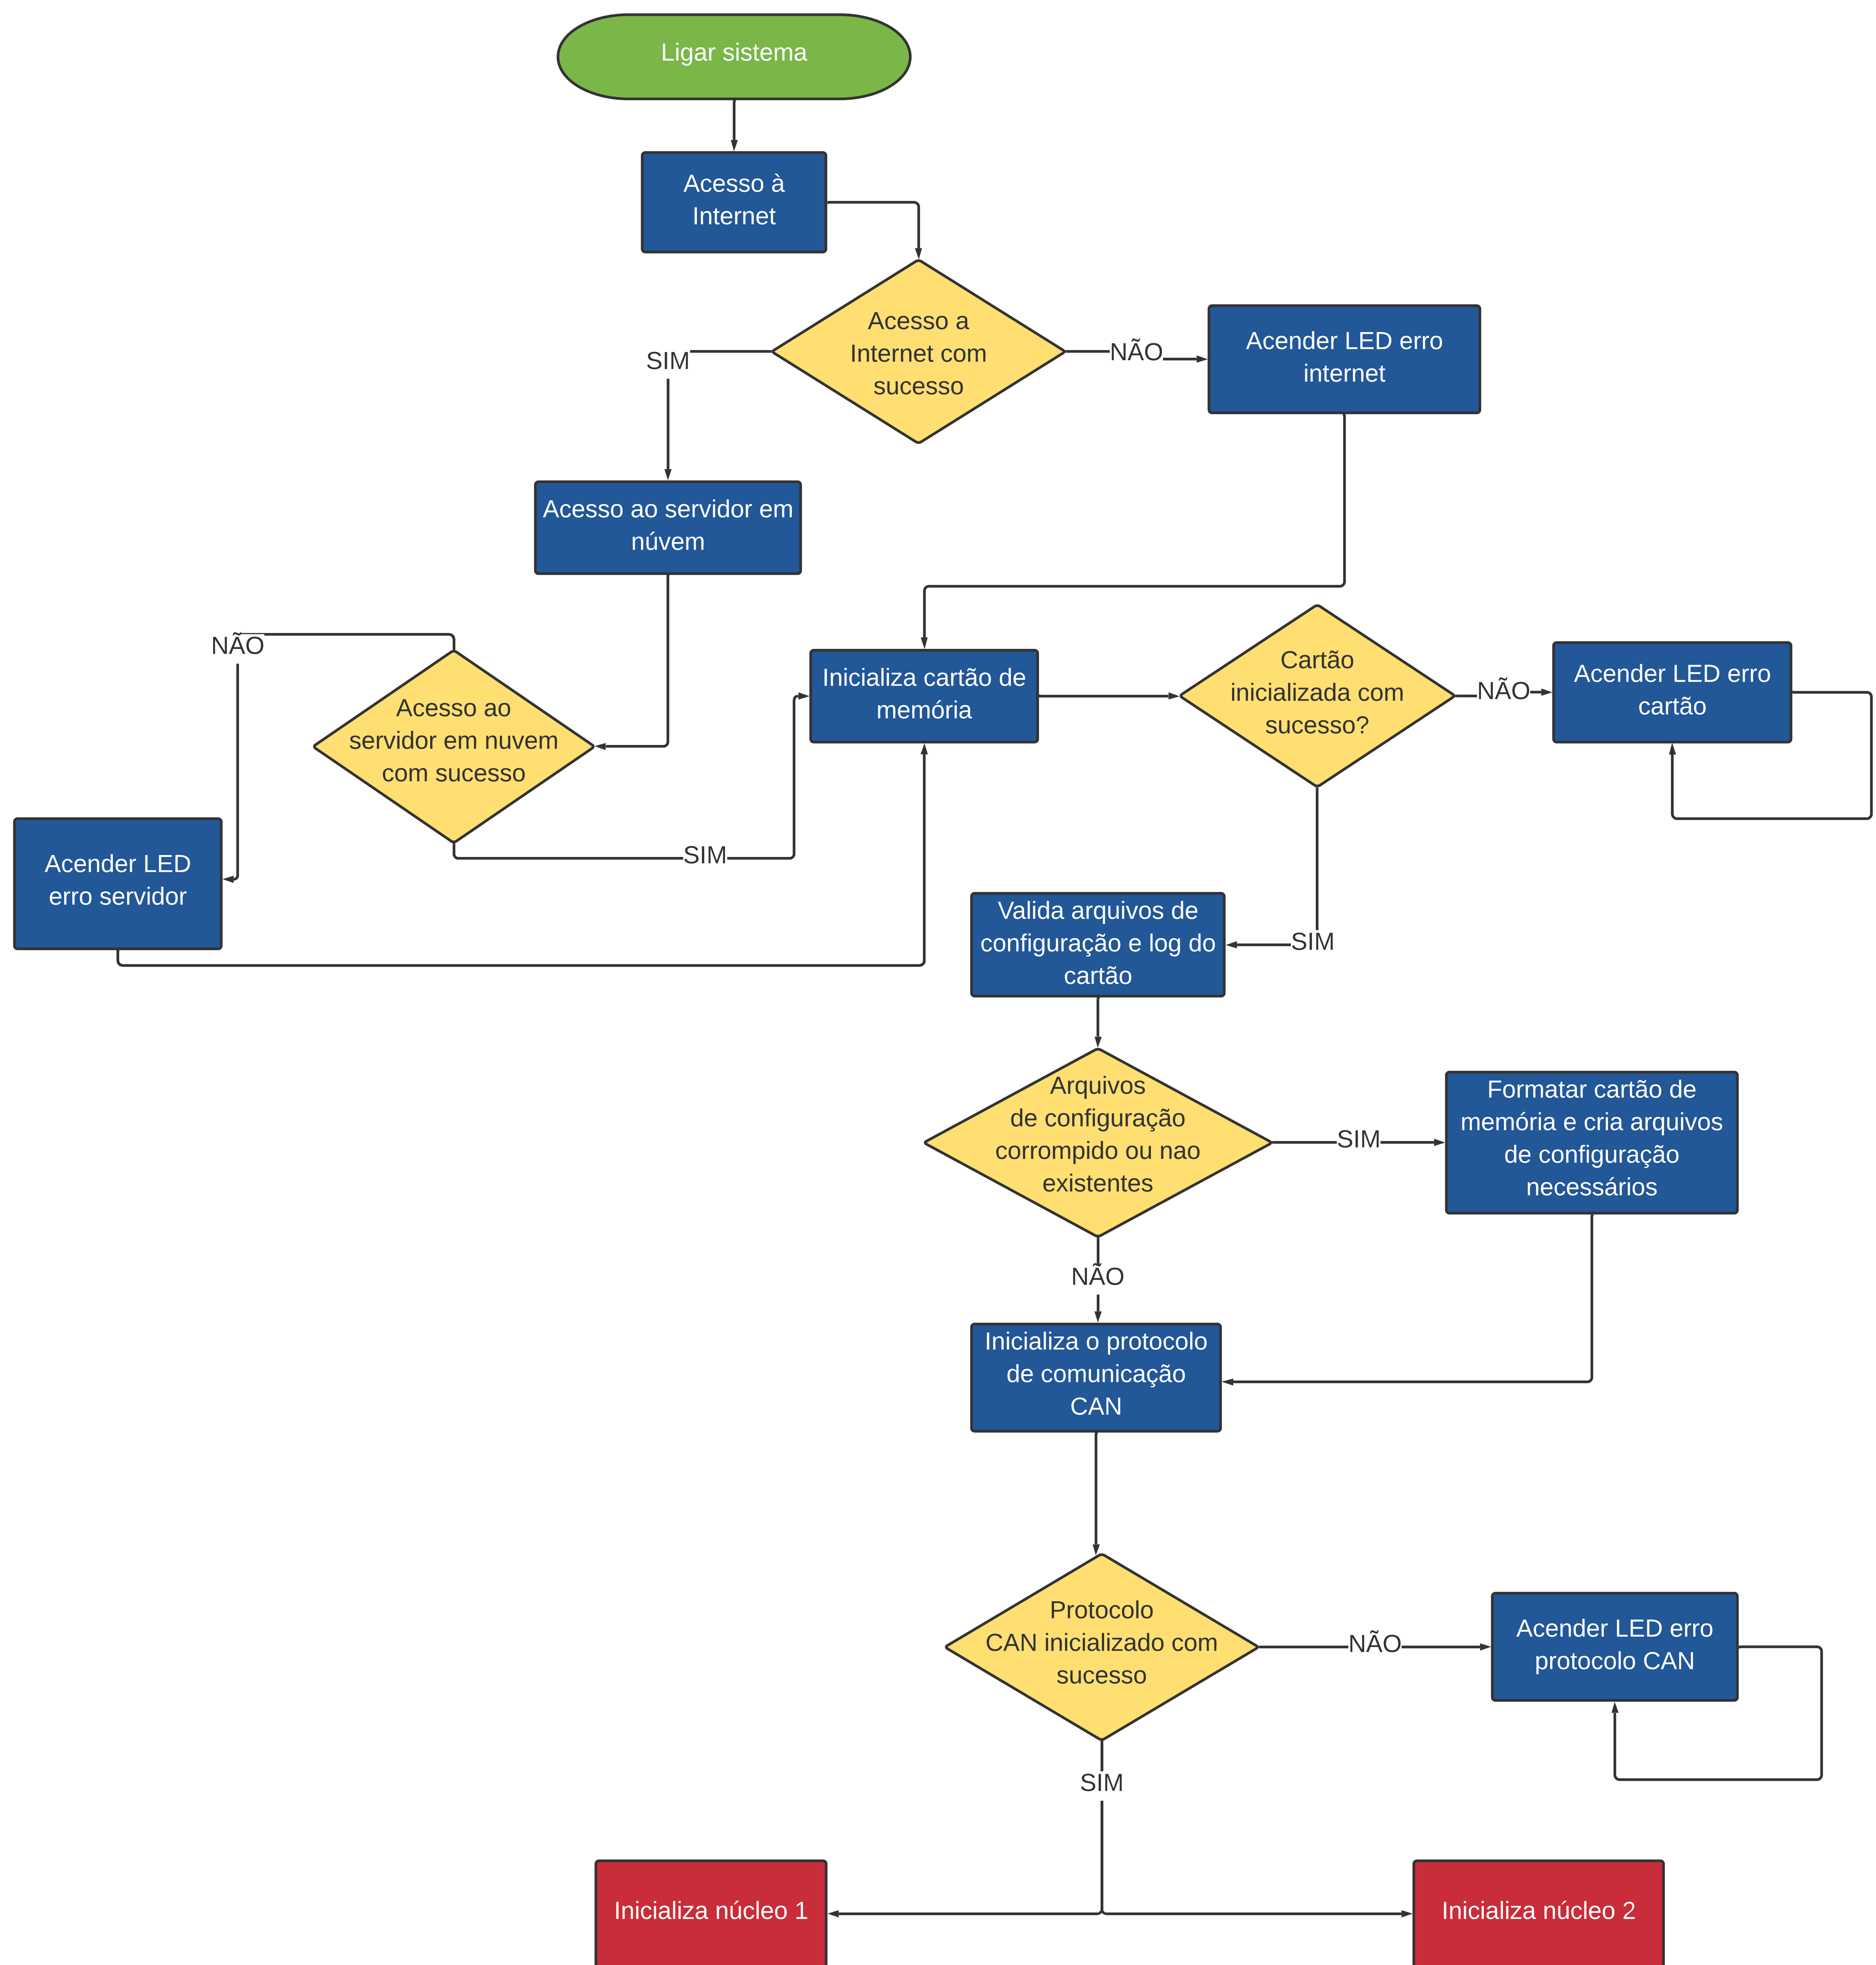 Ligar sistema
Acesso à
Internet
Acesso a
Internet com
sucesso
SIM
NÃO
Acender LED erro
internet
Acesso ao servidor em
núvem
NÃO
Acesso ao
servidor em nuvem
com sucesso
SIM
Acender LED
erro servidor
Inicializa cartão de
memória
Cartão
inicializada com
sucesso?
NÃO
Acender LED erro
cartão
SIM
Valida arquivos de
configuração e log do
cartão
Arquivos
de configuração
corrompido ou nao
existentes
SIM
Formatar cartão de
memória e cria arquivos
de configuração
necessários
NÃO
Inicializa o protocolo
de comunicação
CAN
Protocolo
CAN inicializado com
sucesso
NÃO
Acender LED erro
protocolo CAN
SIM
Inicializa núcleo 1
Inicializa núcleo 2